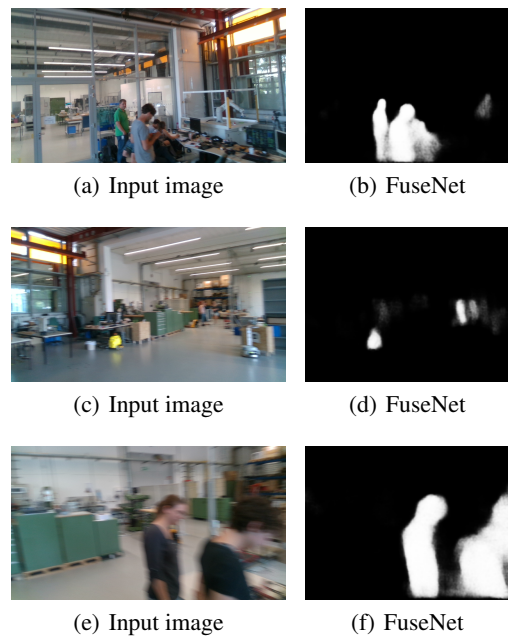 (a) Input image
(b) FuseNet
(c) Input image
(d) FuseNet
(e) Input image
(f) FuseNet